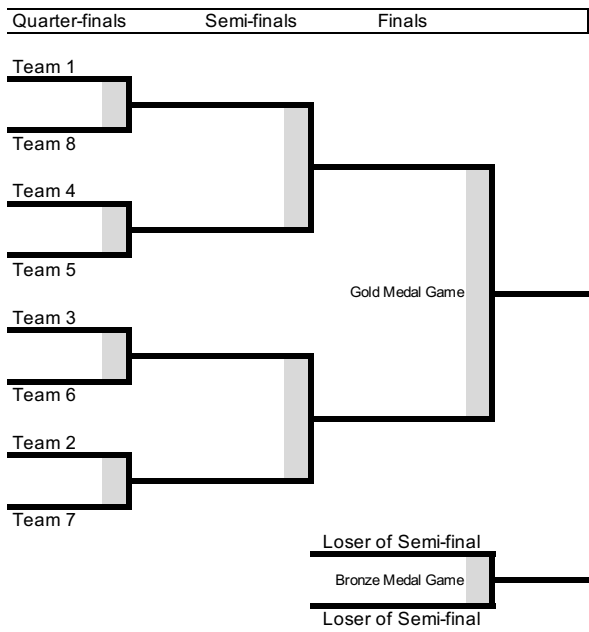 Quarter-finals Semi-finals Finals
Team 1
Team 8
Team 4
Team 5
Gold Medal Game
Team 3
Team 6
Team 2
Team 7
Loser of Semi-final
Bronze Medal Game
Loser of Semi-final